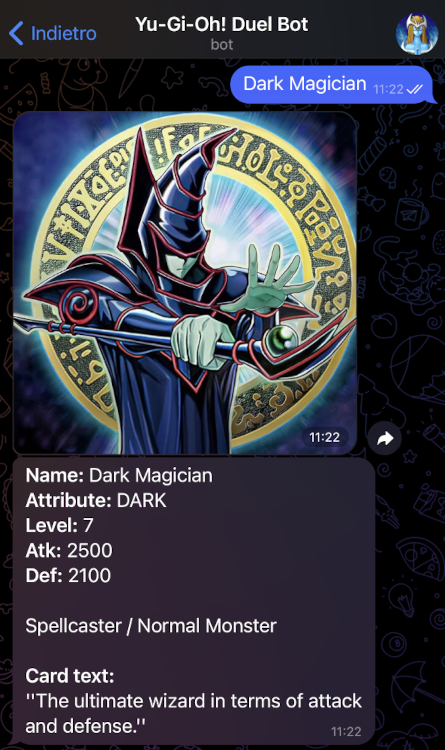 Indietro
Yu-Gi-Oh! Duel Bot
bot
Dark Magician 11:22
11:22
Name: Dark Magician
Attribute: DARK
Level: 7
Atk: 2500
Def: 2100
Spellcaster / Normal Monster
Card text:
"The ultimate wizard in terms of attack
and defense." 11:22